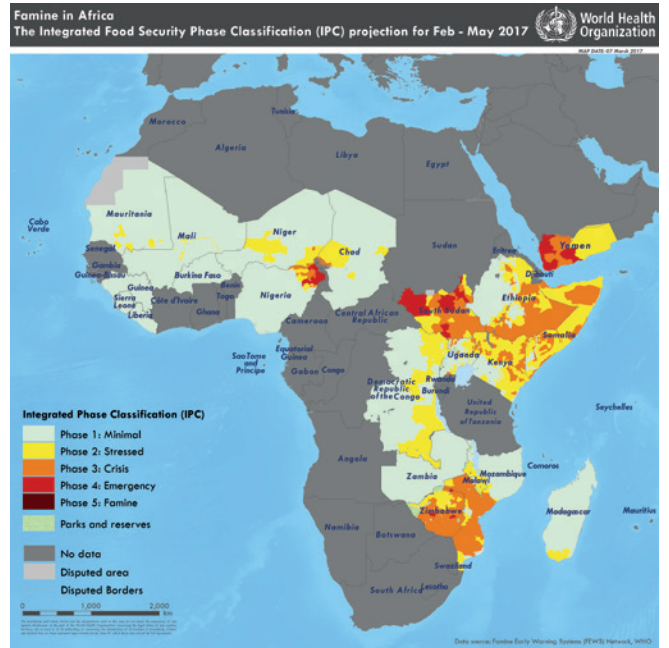 Famine in Africa
The Integrated Food Security Phase Classification (IPC) projection for Feb - May 2017
World Health
Organization
MAP DATE: 07 March 2017
Morocco
Tunisia
Algeria
Libya
Egypt
Cabo
Verde
Mauritania
Mali
Niger
Chad
Sudan
Eritrea
Yemen
Senegal
Gambia
Guinea-Bissau
Guinea
Sierra
Leone
Liberia
Burkina Faso
Côte d'Ivoire
Ghana
Benin
Togo
Nigeria
Djibouti
Ethiopia
South Sudan
Somalia
Cameroon
Central African
Republic
Equatorial
Guinea
Sao Tome
and
Principe
Gabon
Congo
Democratic
Republic
of the Congo
Uganda
Kenya
Rwanda
Burundi
United
Republic
of Tanzania
Seychelles
Angola
Zambia
Malawi
Mozambique
Comoros
Zimbabwe
Madagascar
Mauritius
Namibia
Botswana
Swaziland
South Africa
Lesotho
Integrated Phase Classification (IPC)
Phase 1: Minimal
Phase 2: Stressed
Phase 3: Crisis
Phase 4: Emergency
Phase 5: Famine
Parks and reserves
No data
Disputed area
Disputed Borders
0 1,000 2,000
km
Data source: Famine Early Warning Systems (FEWS) Network, WHO